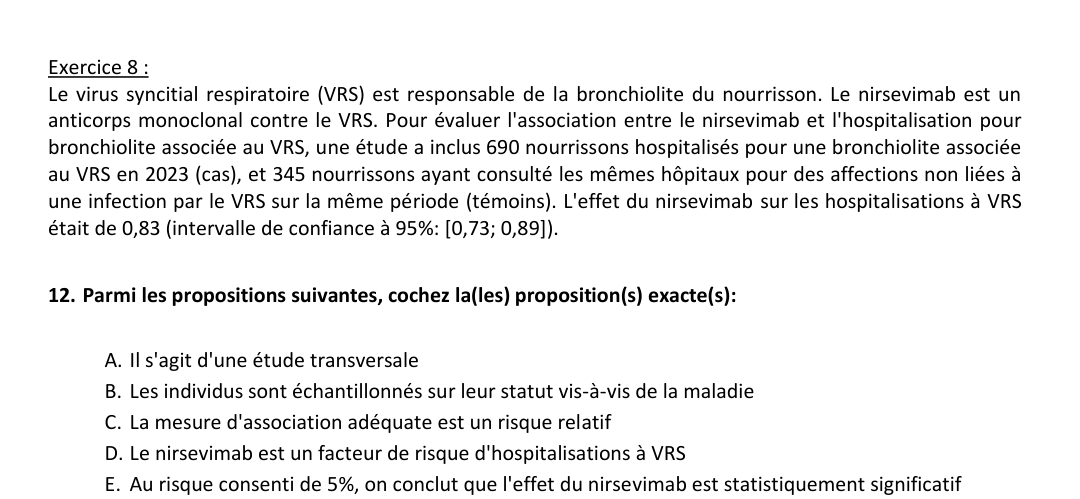 Exercice 8 :
Le virus syncitial respiratoire (VRS) est responsable de la bronchiolite du nourrisson. Le nirsevimab est un
anticorps monoclonal contre le VRS. Pour évaluer l'association entre le nirsevimab et l'hospitalisation pour
bronchiolite associée au VRS, une étude a inclus 690 nourrissons hospitalisés pour une bronchiolite associée
au VRS en 2023 (cas), et 345 nourrissons ayant consulté les mêmes hôpitaux pour des affections non liées à
une infection par le VRS sur la même période (témoins). L'effet du nirsevimab sur les hospitalisations à VRS
était de 0,83 (intervalle de confiance à 95%: [0,73; 0,89]).
12. Parmi les propositions suivantes, cochez la(les) proposition(s) exacte(s):
A. Il s'agit d'une étude transversale
B. Les individus sont échantillonnés sur leur statut vis-à-vis de la maladie
C. La mesure d'association adéquate est un risque relatif
D. Le nirsevimab est un facteur de risque d'hospitalisations à VRS
E. Au risque consenti de 5%, on conclut que l'effet du nirsevimab est statistiquement significatif